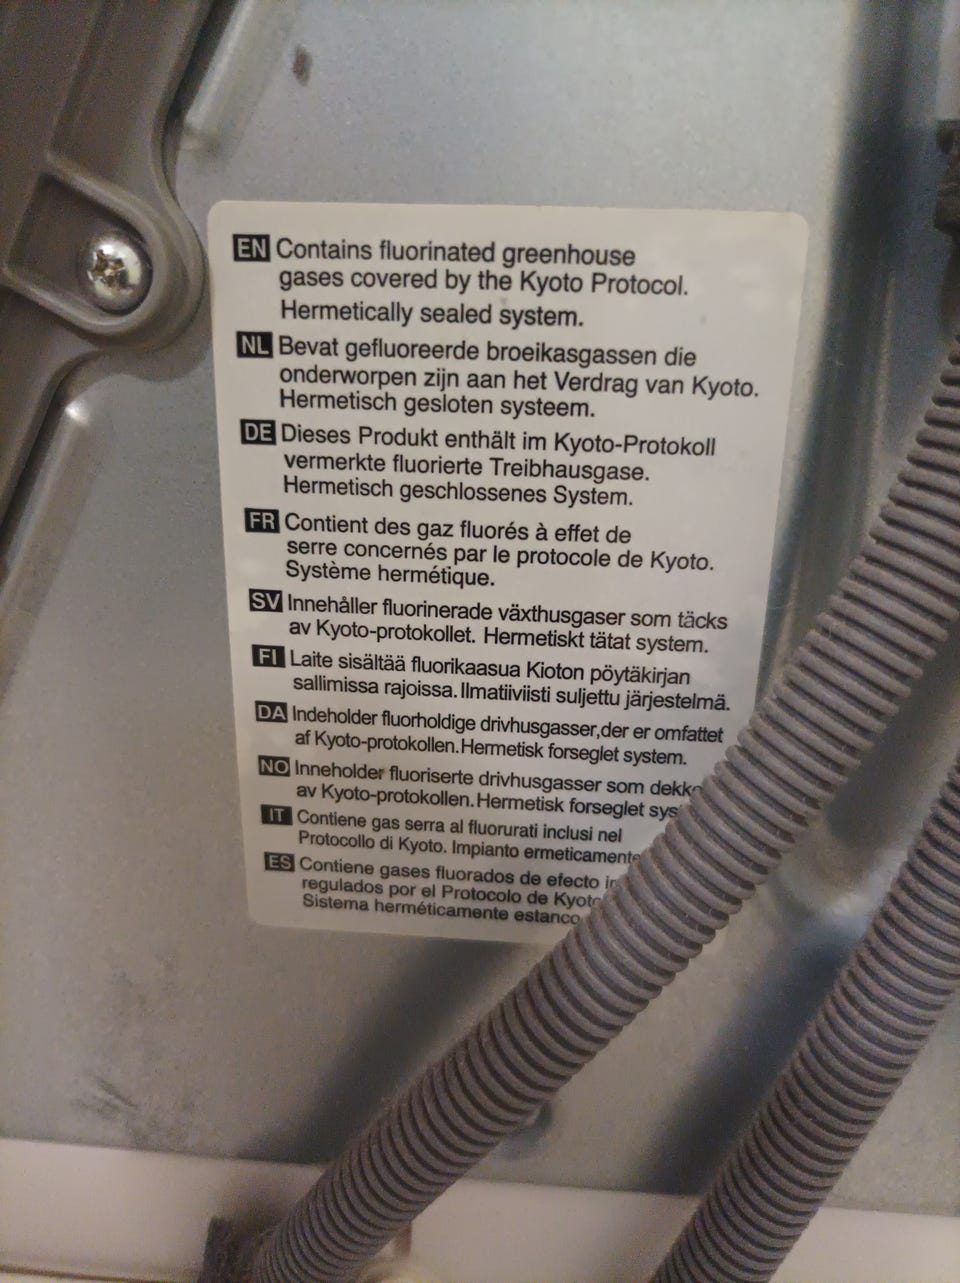 EN Contains fluorinated greenhouse
gases covered by the Kyoto Protocol.
Hermetically sealed system.
NL Bevat gefluoreerde broeikasgassen die
onderworpen zijn aan het Verdrag van Kyoto.
Hermetisch gesloten systeem.
DE Dieses Produkt enthält im Kyoto-Protokoll
vermerkte fluorierte Treibhausgase.
Hermetisch geschlossenes System.
FR Contient des gaz fluorés à effet de
serre concernés par le protocole de Kyoto.
Système hermétique.
SV Innehåller fluorinerade växthusgaser som täcks
av Kyoto-protokollet. Hermetiskt tätat system.
FI Laite sisältää fluorikaasua Kioton pöytäkirjan
sallimissa rajoissa. Ilmatiiviisti suljettu järjestelmä.
DA Indeholder fluorholdige drivhusgasser,der er omfattet
af Kyoto-protokollen. Hermetisk forseglet system.
NO Inneholder fluoriserte drivhusgasser som
av Kyoto-protokollen. Hermetisk forseglet
IT Contiene gas serra al fluorurati inclusi nel
Protocollo di Kyoto. Impianto ermeticamente
ES Contiene gases fluorados de efecto
regulados por el Protocolo de Kyoto
Sistema herméticamente estanco